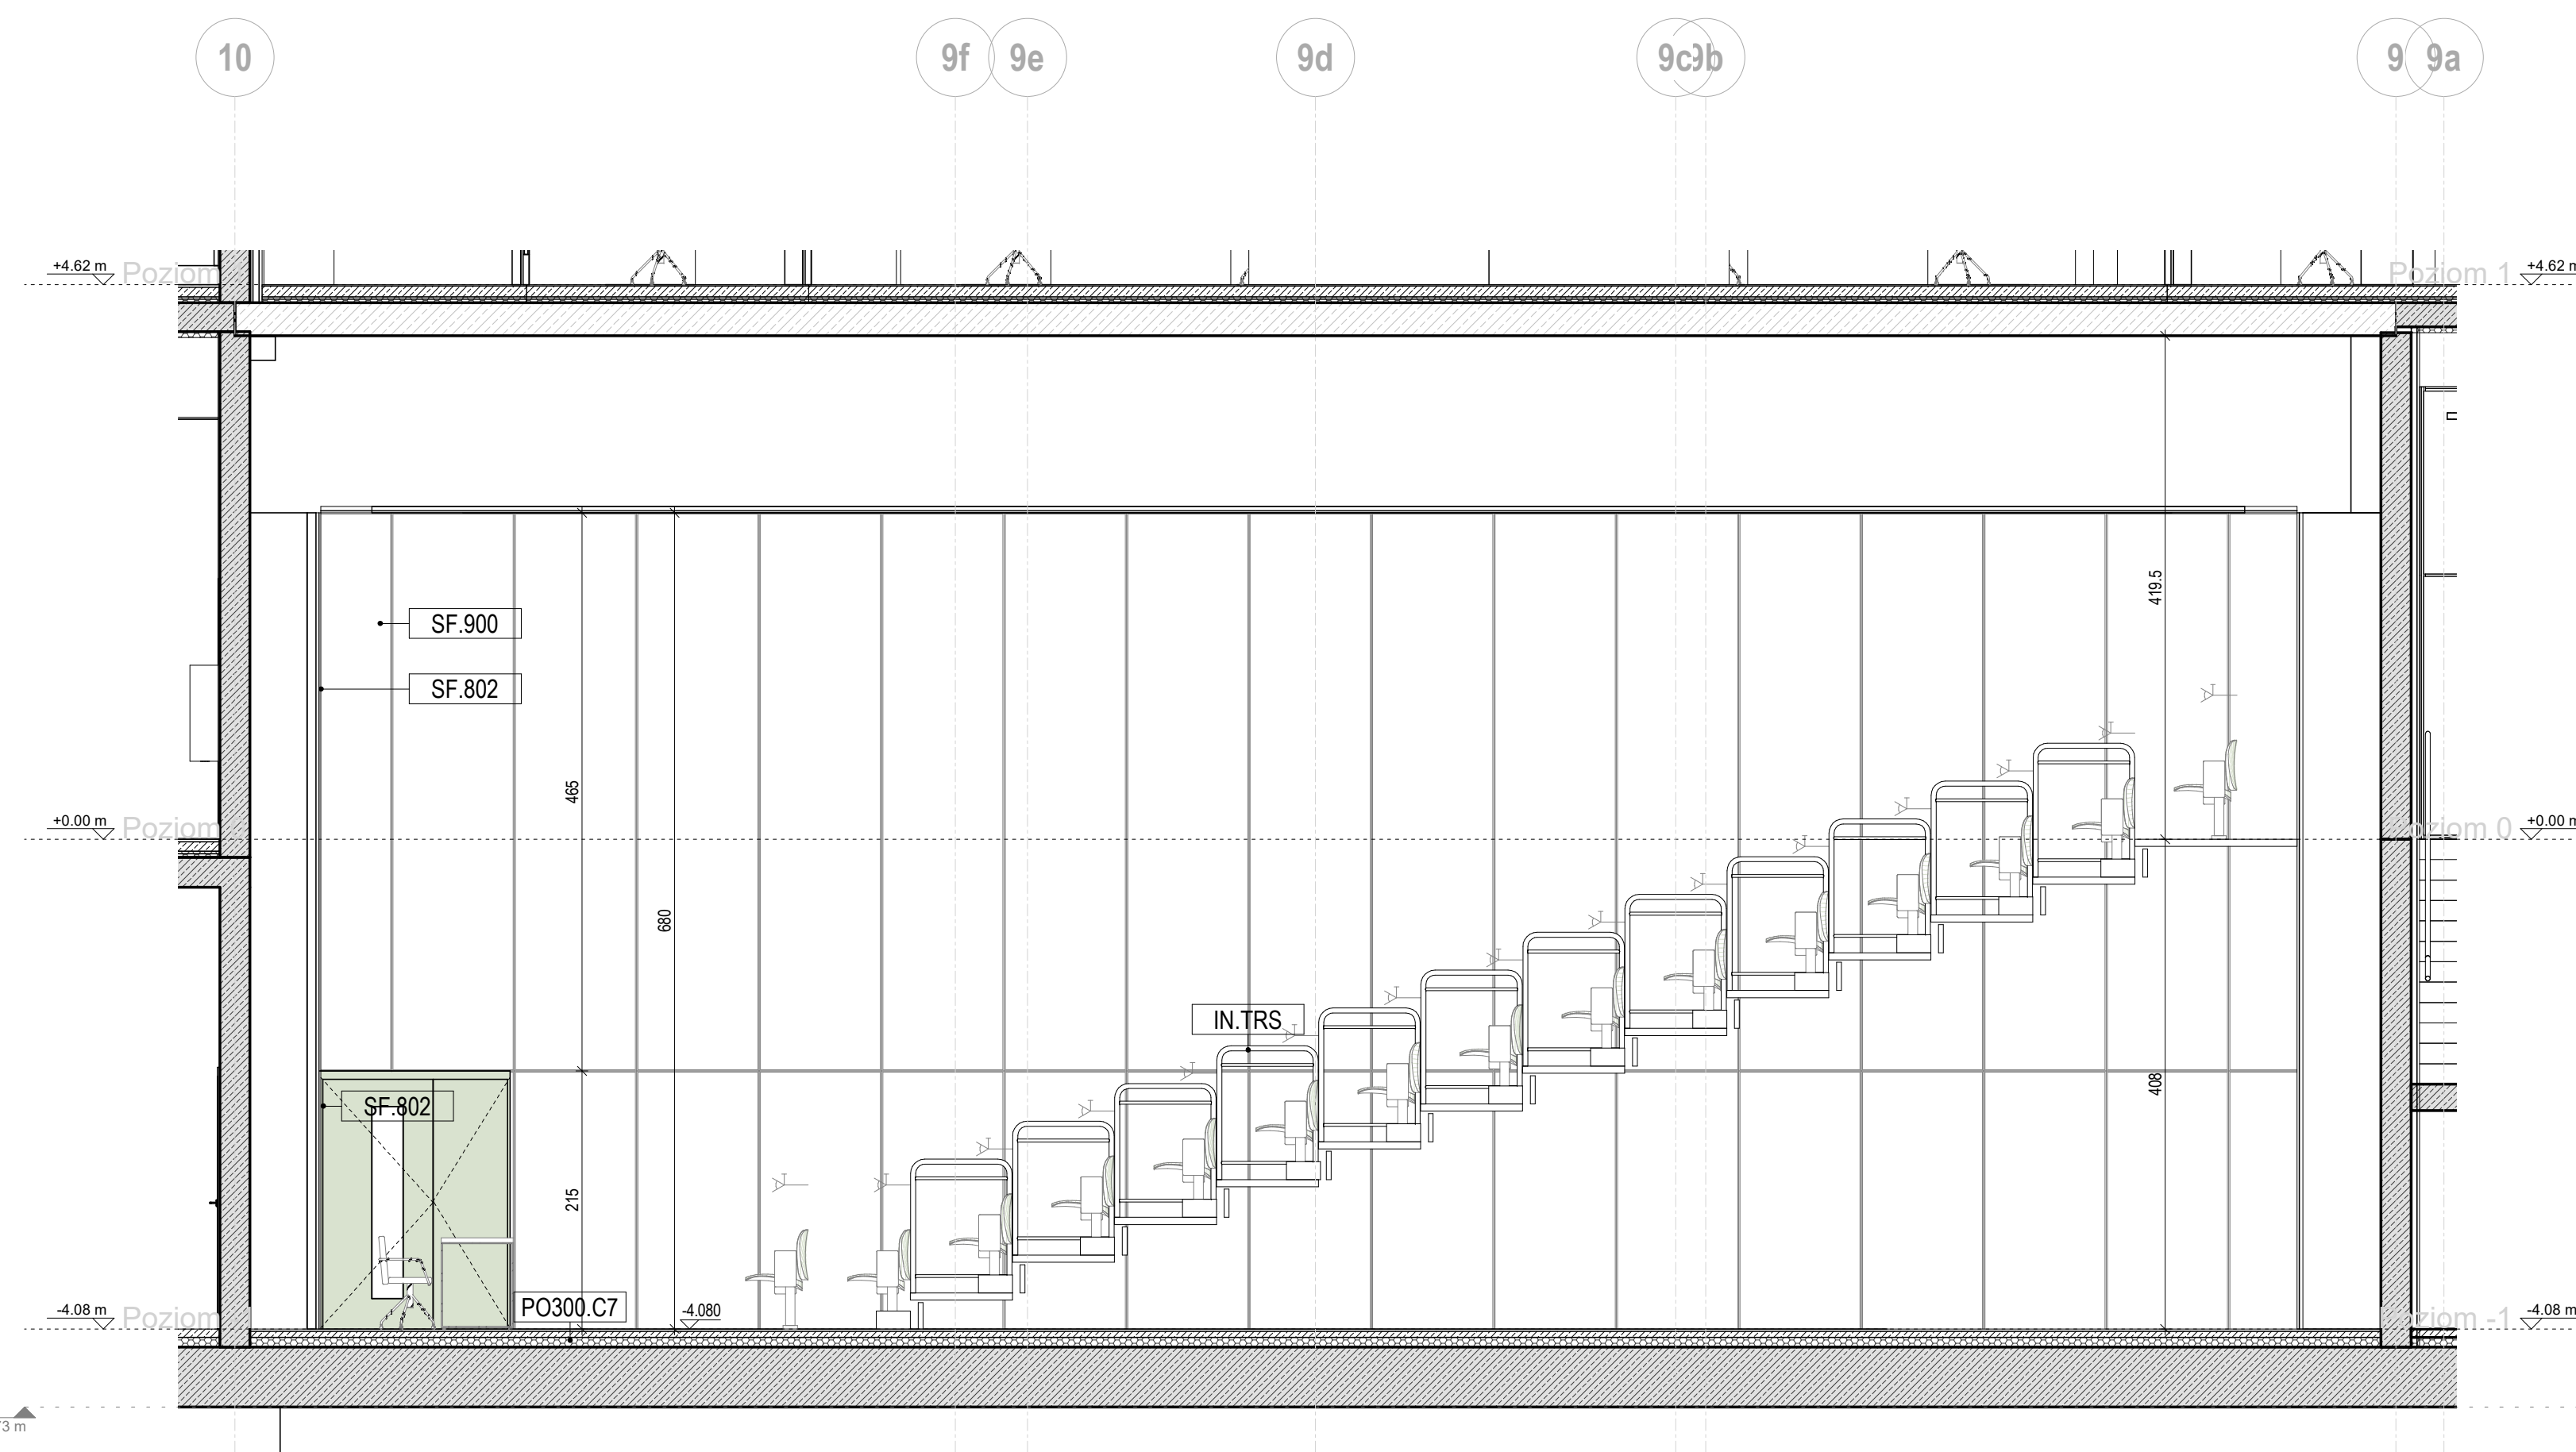 10
9f
9e
9d
9c
9b
9
9a
+4.62 m
Poziom
Poziom 1
+4.62 m
419.5
SF.900
SF.802
465
+0.00 m
Poziom
Poziom 0
+0.00 m
680
IN.TRS
408
SF.802
215
PO300.C7
-4.080
-4.08 m
Poziom
Poziom -1
-4.08 m
73 m